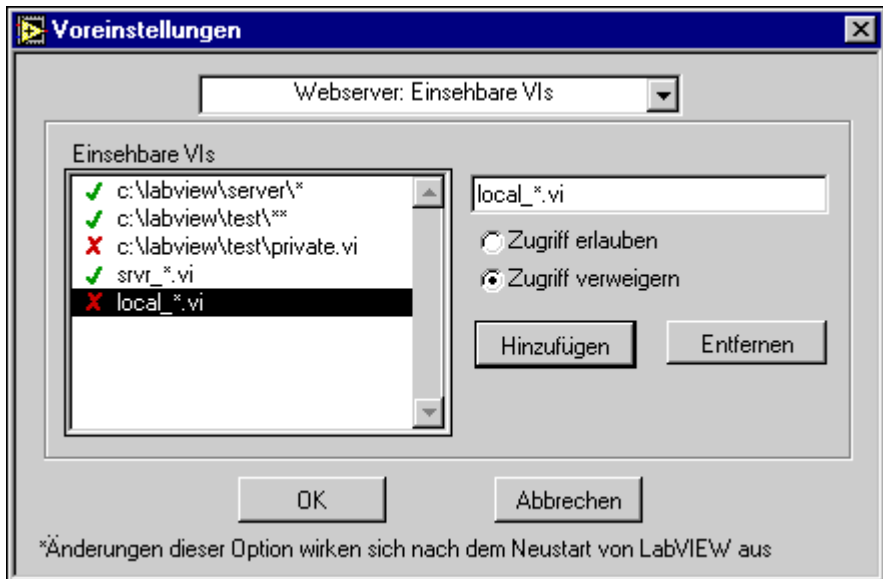 Voreinstellungen
Webserver: Einsehbare VIs
Einsehbare VIs
c:\labview\server\*
c:\labview\test\**
c:\labview\test\private.vi
srvr_*.vi
local_*.vi
local_*.vi
Zugriff erlauben
Zugriff verweigern
Hinzufügen
Entfernen
OK
Abbrechen
*Änderungen dieser Option wirken sich nach dem Neustart von LabVIEW aus